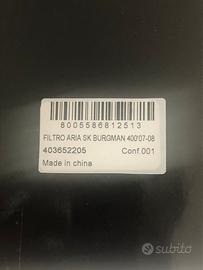 8005586812513
FILTRO ARIA SK BURGMAN 400'07-08
403652205 Conf.001
Made in china
subito